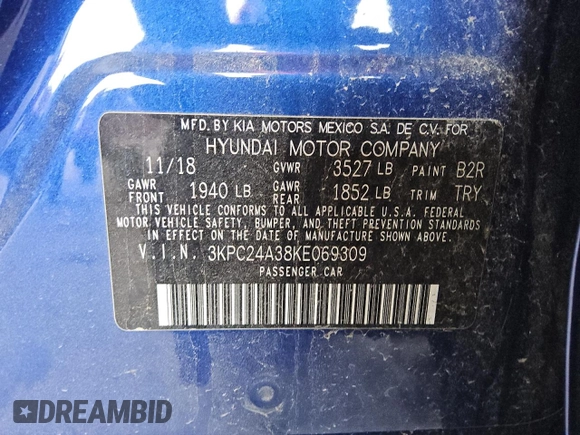 MFD. BY KIA MOTORS MEXICO S.A. DE C.V. FOR
HYUNDAI MOTOR COMPANY
11/18 GVWR 3527 LB PAINT B2R
GAWR FRONT 1940 LB GAWR REAR 1852 LB TRIM TRY
THIS VEHICLE CONFORMS TO ALL APPLICABLE U.S.A. FEDERAL
MOTOR VEHICLE SAFETY, BUMPER, AND THEFT PREVENTION STANDARDS
IN EFFECT ON THE DATE OF MANUFACTURE SHOWN ABOVE.
V.I.N. 3KPC24A38KE069309
PASSENGER CAR
DREAMBID